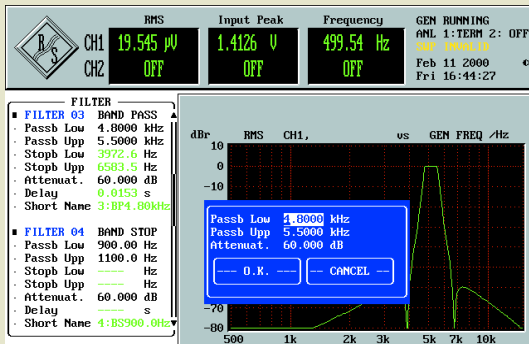 RMS Input Peak Frequency
R S
CH1 19.545 µV 1.4126 V 499.54 Hz
CH2 OFF OFF OFF
GEN RUNNING
ANL 1:TERM 2: OFF
SWP INVALID
Feb 11 2000
Fri 16:44:27
FILTER
FILTER 03 BAND PASS
Passb Low 4.8000 kHz
Passb Upp 5.5000 kHz
Stopb Low 3972.6 Hz
Stopb Upp 6583.5 Hz
Attenuat. 60.000 dB
Delay 0.0153 s
Short Name 3:BP4.80kHz
FILTER 04 BAND STOP
Passb Low 900.00 Hz
Passb Upp 1100.0 Hz
Stopb Low ---- Hz
Stopb Upp ---- Hz
Attenuat. 60.000 dB
Delay ---- s
Short Name 4:BS900.0Hz
dBr RMS CH1, vs GEN FREQ /Hz
10
0
-10
Passb Low 4.8000 kHz
Passb Upp 5.5000 kHz
Attenuat. 60.000 dB
--- O.K. --- -- CANCEL --
-70
-80
500 1k 2k 3k 5k 7k 10k